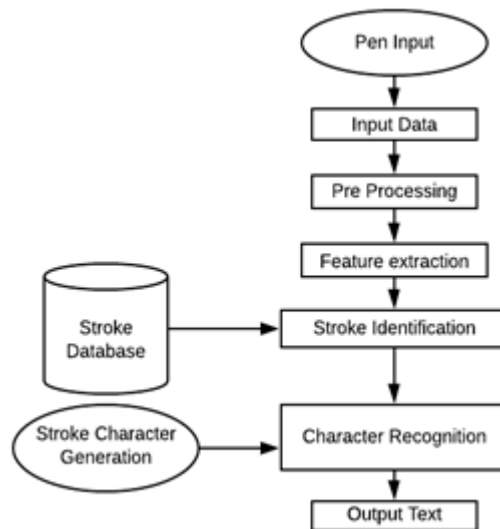 Pen Input
Input Data
Pre Processing
Feature extraction
Stroke
Database
Stroke Identification
Stroke Character
Generation
Character Recognition
Output Text